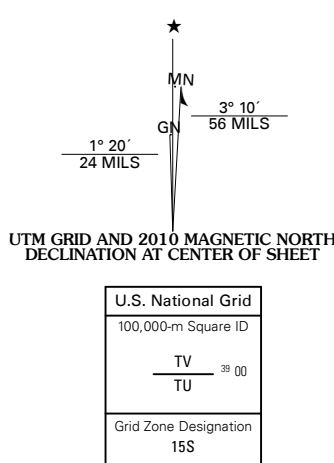 ★
MN
GN
3° 10´
56 MILS
1° 20´
24 MILS
UTM GRID AND 2010 MAGNETIC NORTH
DECLINATION AT CENTER OF SHEET
U.S. National Grid
100,000-m Square ID
TV
39 00
TU
Grid Zone Designation
15S